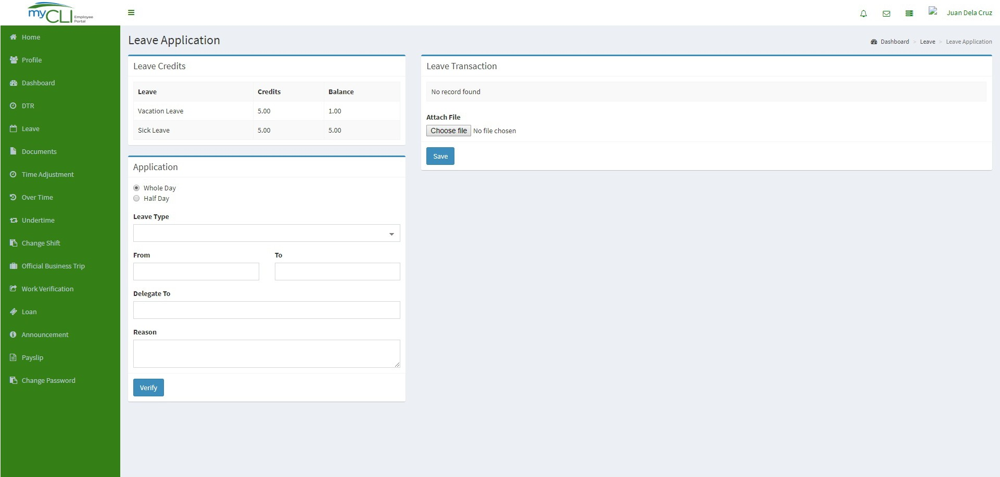 myCLI Employee Portal
Juan Dela Cruz
Home
Profile
Dashboard
DTR
Leave
Documents
Time Adjustment
Over Time
Undertime
Change Shift
Official Business Trip
Work Verification
Loan
Announcement
Payslip
Change Password
Leave Application
Dashboard > Leave > Leave Application
Leave Credits
Leave Credits Balance
Vacation Leave 5.00 1.00
Sick Leave 5.00 5.00
Application
Whole Day
Half Day
Leave Type
From To
Delegate To
Reason
Verify
Leave Transaction
No record found
Attach File
Choose file No file chosen
Save